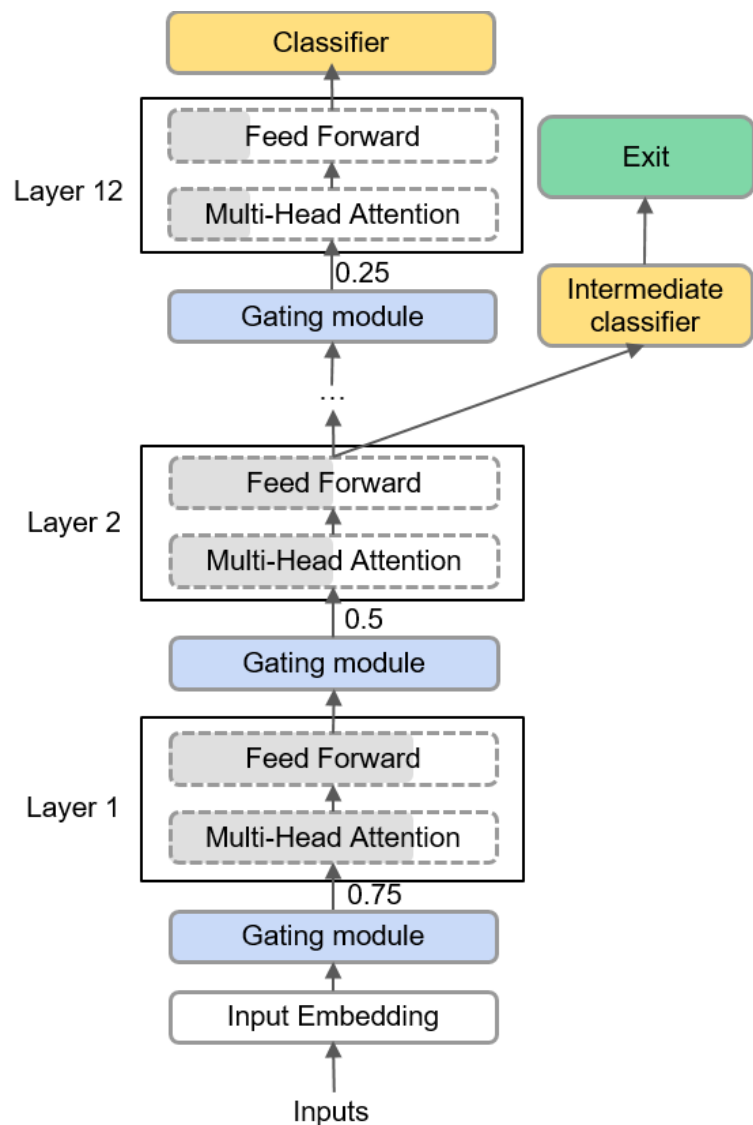 Classifier
Feed Forward
Exit
Layer 12
Multi-Head Attention
0.25
Intermediate
classifier
Gating module
...
Feed Forward
Layer 2
Multi-Head Attention
0.5
Gating module
Feed Forward
Layer 1
Multi-Head Attention
0.75
Gating module
Input Embedding
Inputs